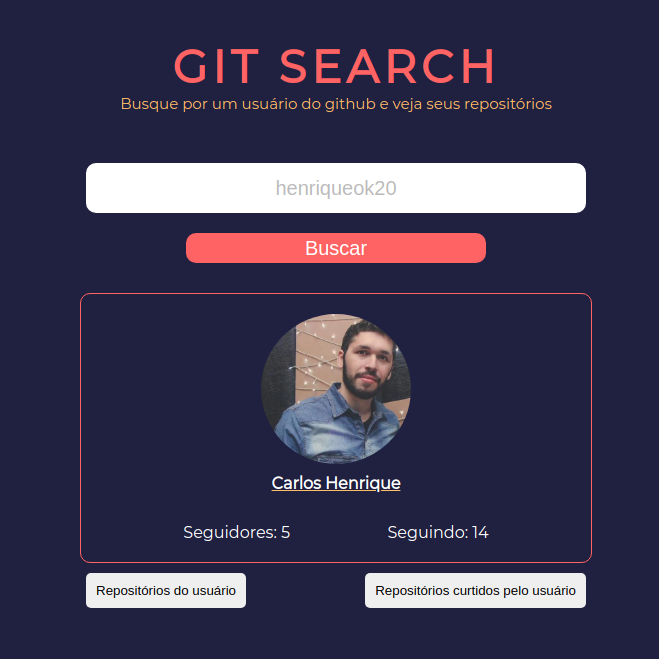 GIT SEARCH
Busque por um usuário do github e veja seus repositórios
henriqueok20
Buscar
Carlos Henrique
Seguidores: 5 Seguindo: 14
Repositórios do usuário Repositórios curtidos pelo usuário